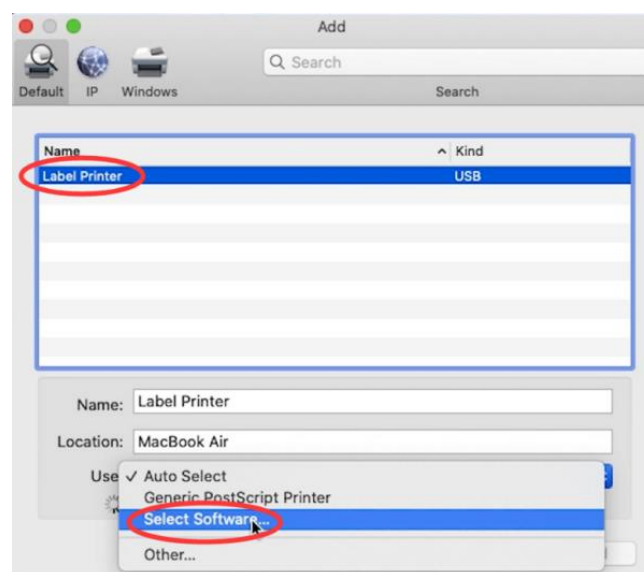 Add
Search
Default IP Windows Search
Name Kind
Label Printer USB
Name: Label Printer
Location: MacBook Air
Use ✓ Auto Select
Generic PostScript Printer
Select Software...
Other...